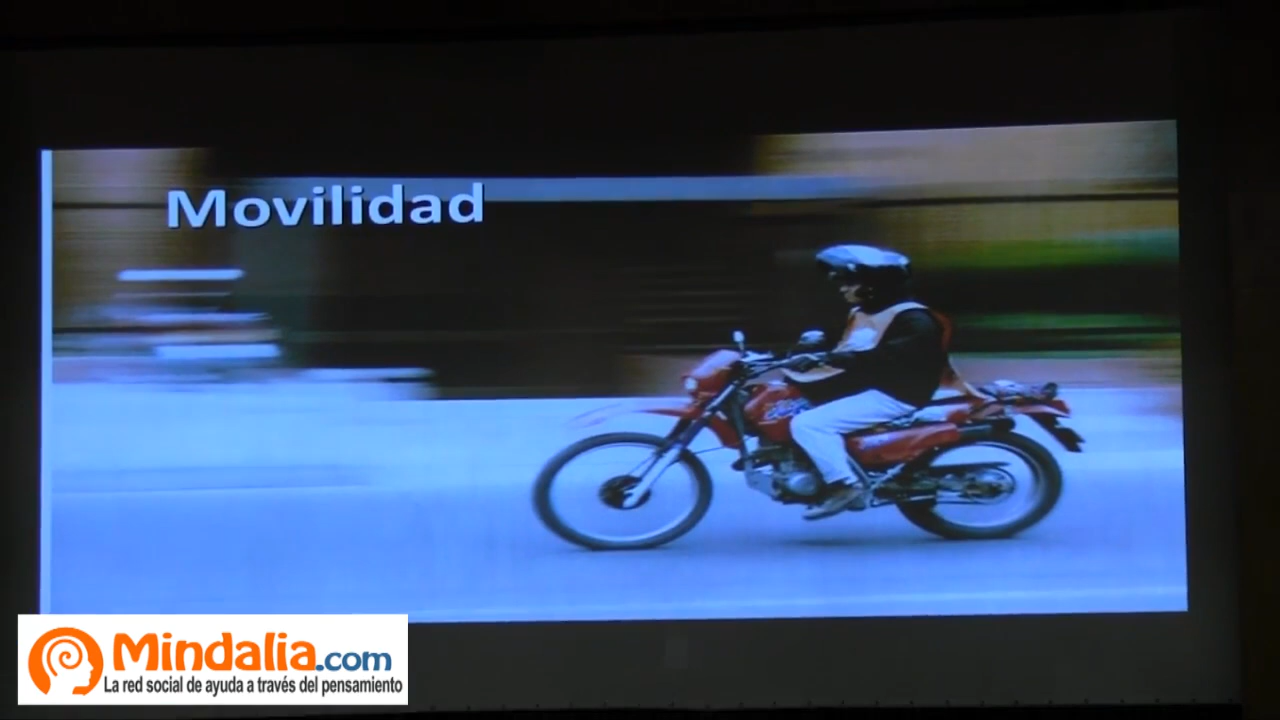 Movilidad
Mindalia.com
La red social de ayuda a través del pensamiento